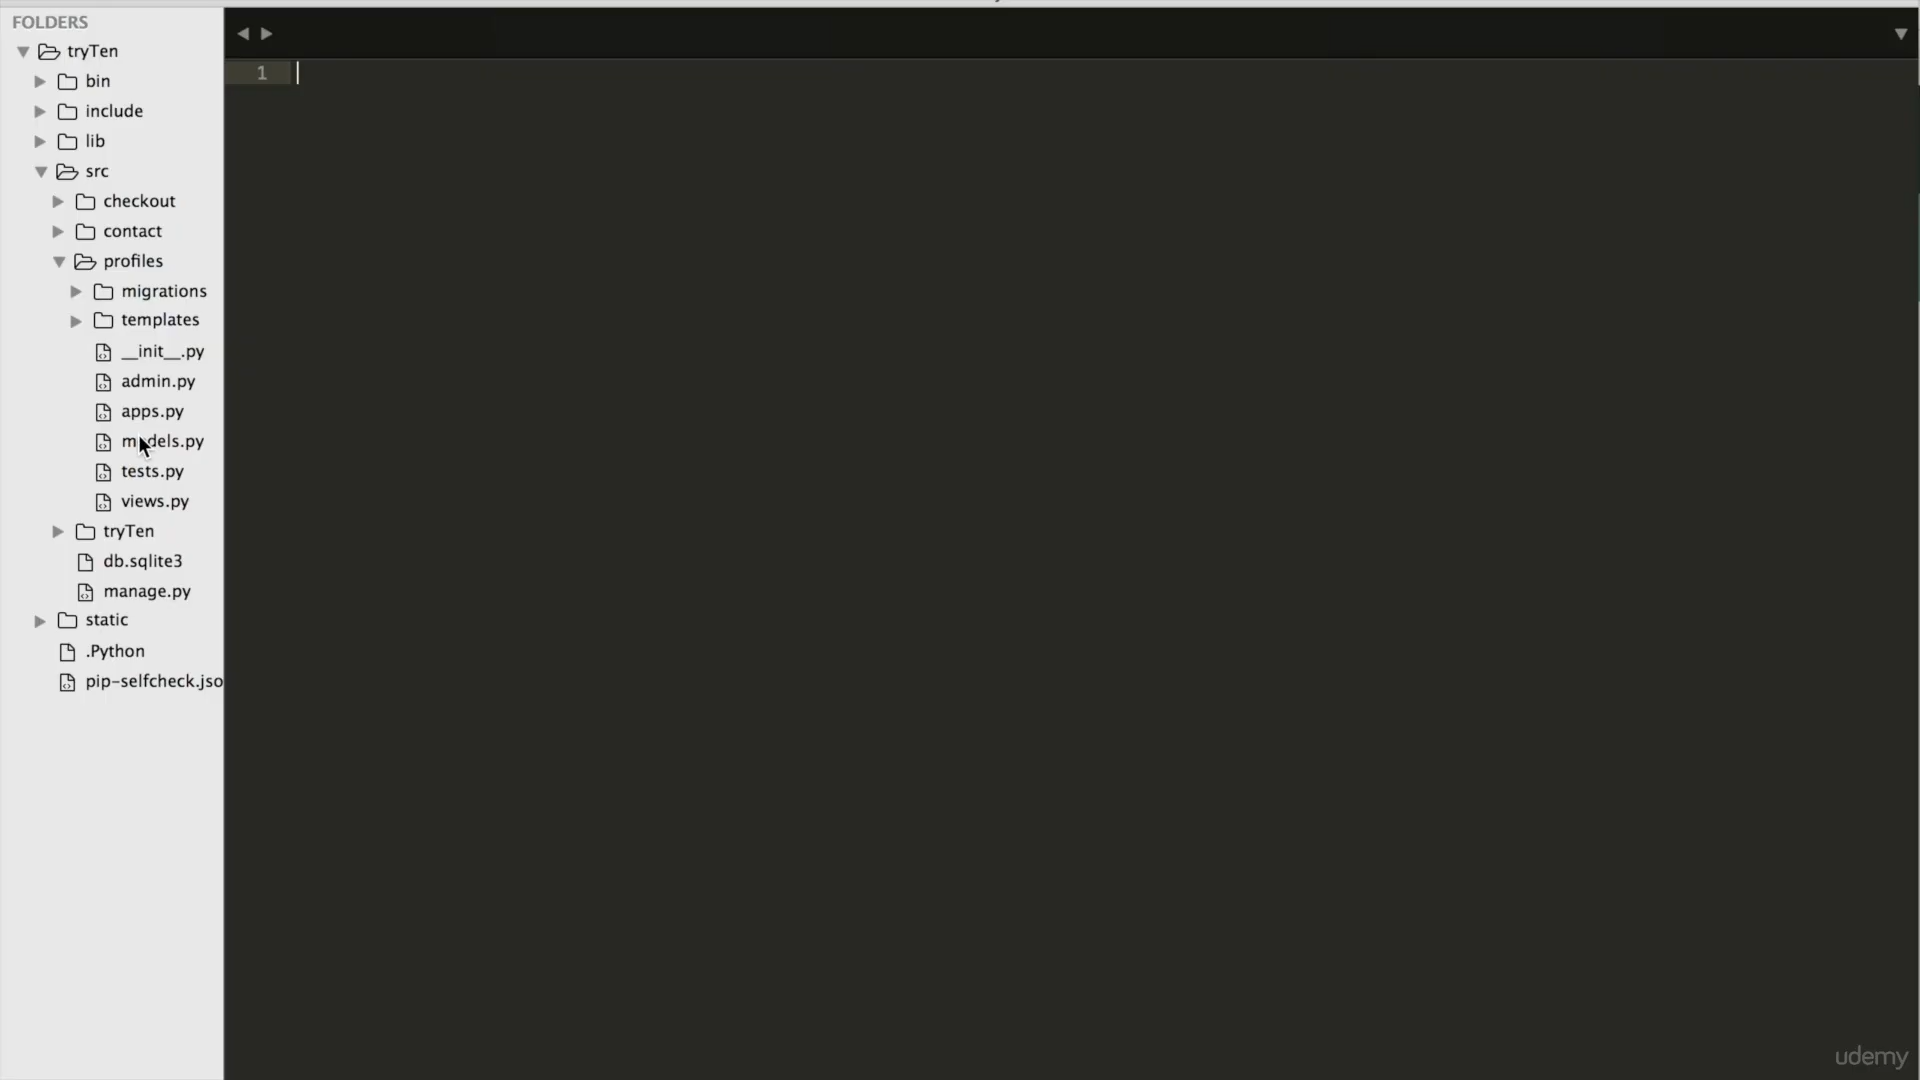 FOLDERS
tryTen
bin
include
lib
src
checkout
contact
profiles
migrations
templates
__init__.py
admin.py
apps.py
models.py
tests.py
views.py
tryTen
db.sqlite3
manage.py
static
.Python
pip-selfcheck.jso
1
udemy